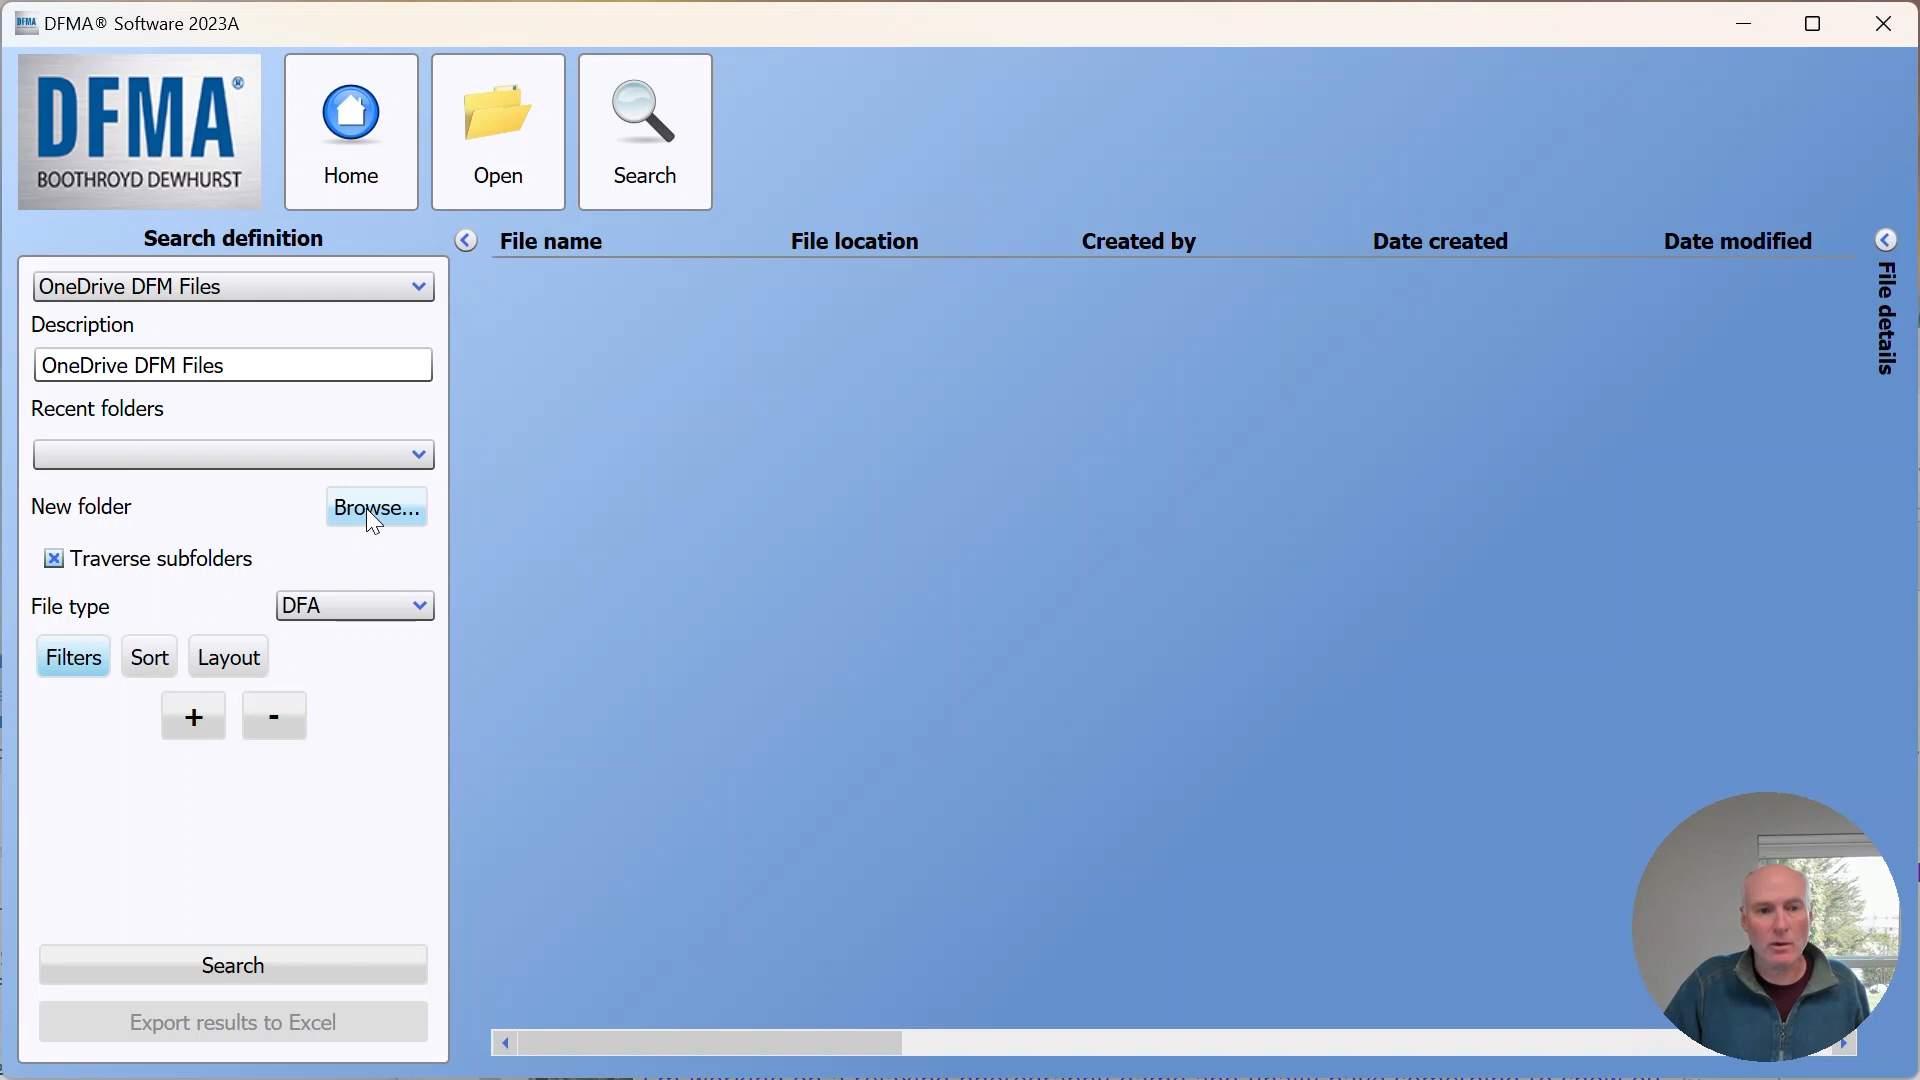 DFMA® Software 2023A
DFMA®
BOOTHROYD DEWHURST
Home
Open
Search
Search definition
File name
File location
Created by
Date created
Date modified
File details
OneDrive DFM Files
Description
OneDrive DFM Files
Recent folders
New folder
Browse...
Traverse subfolders
File type
DFA
Filters
Sort
Layout
+
-
Search
Export results to Excel